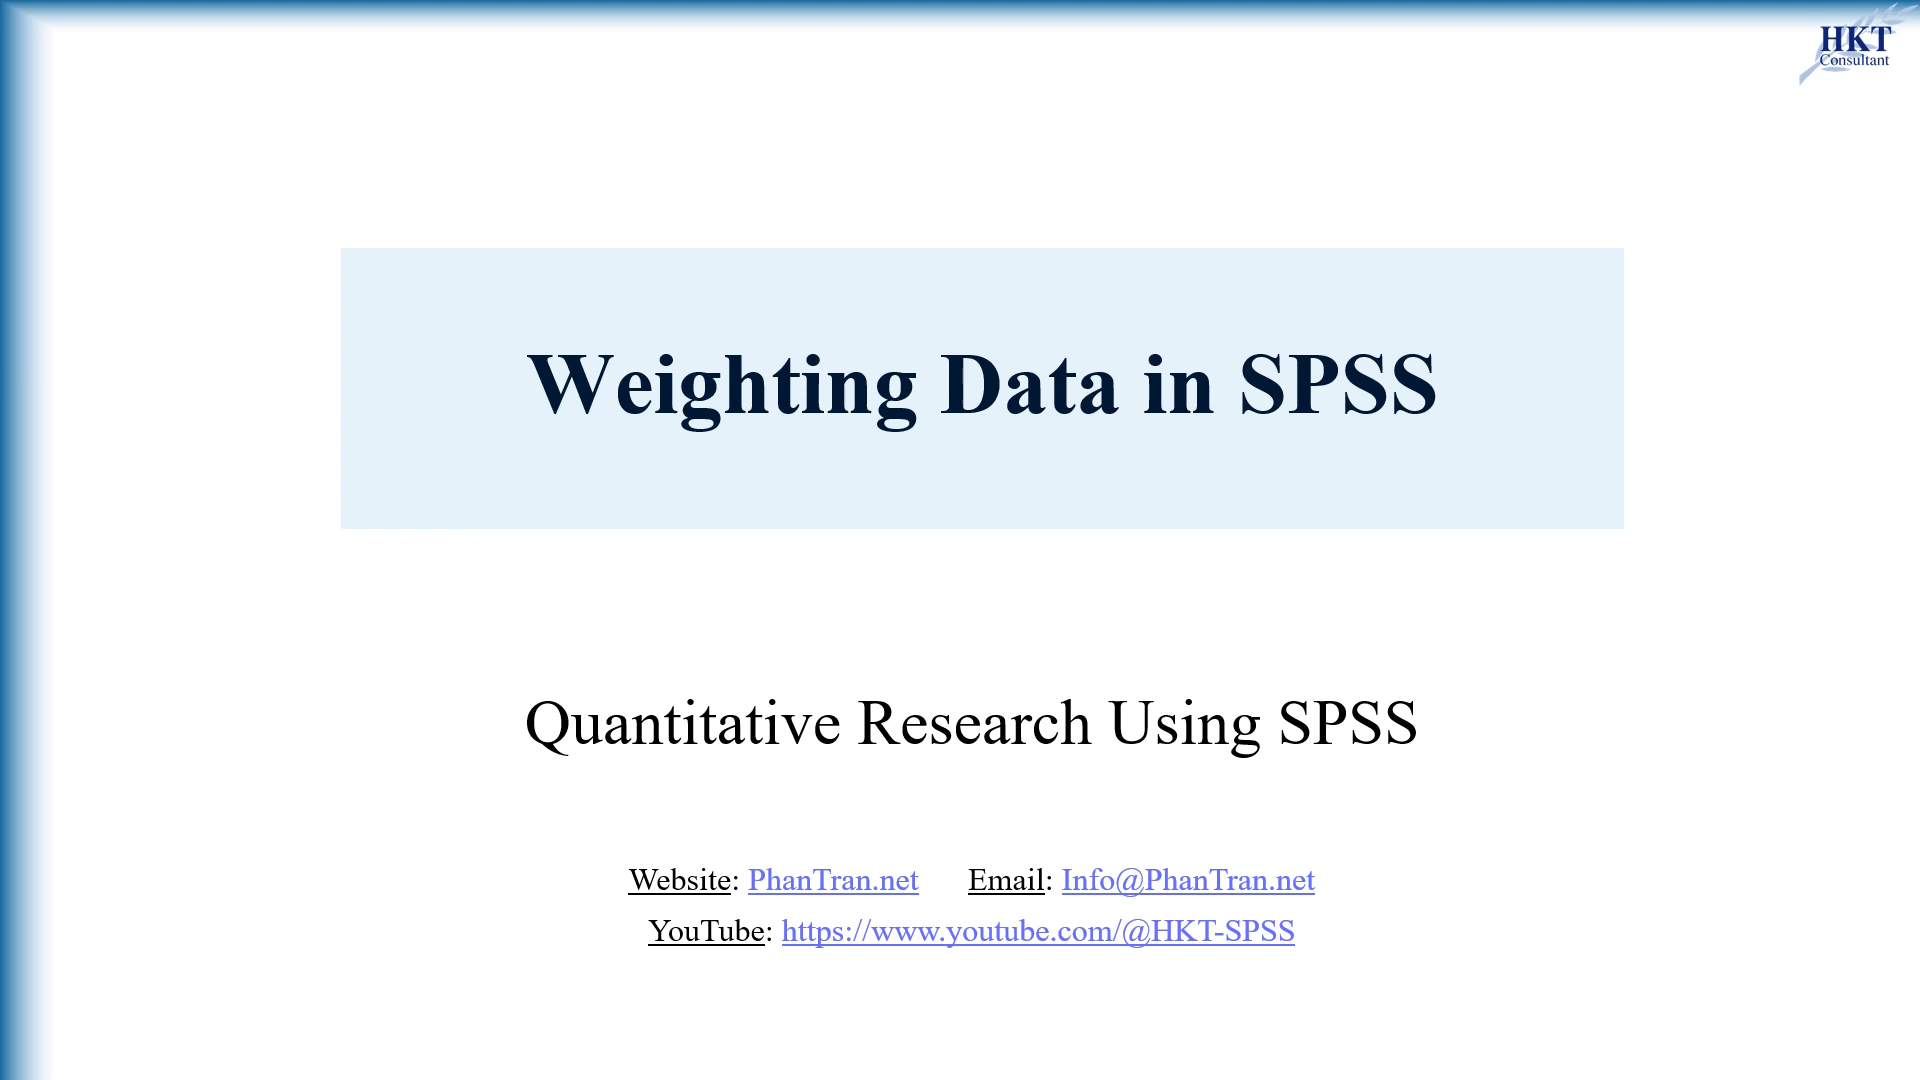 HKT
Consultant
Weighting Data in SPSS
Quantitative Research Using SPSS
Website: PhanTran.net Email: Info@PhanTran.net
YouTube: https://www.youtube.com/@HKT-SPSS